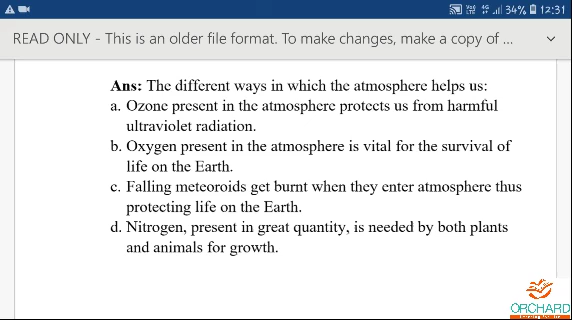 34% 12:31
READ ONLY - This is an older file format. To make changes, make a copy of ...
Ans: The different ways in which the atmosphere helps us:
a. Ozone present in the atmosphere protects us from harmful
ultraviolet radiation.
b. Oxygen present in the atmosphere is vital for the survival of
life on the Earth.
c. Falling meteoroids get burnt when they enter atmosphere thus
protecting life on the Earth.
d. Nitrogen, present in great quantity, is needed by both plants
and animals for growth.
ORCHARD